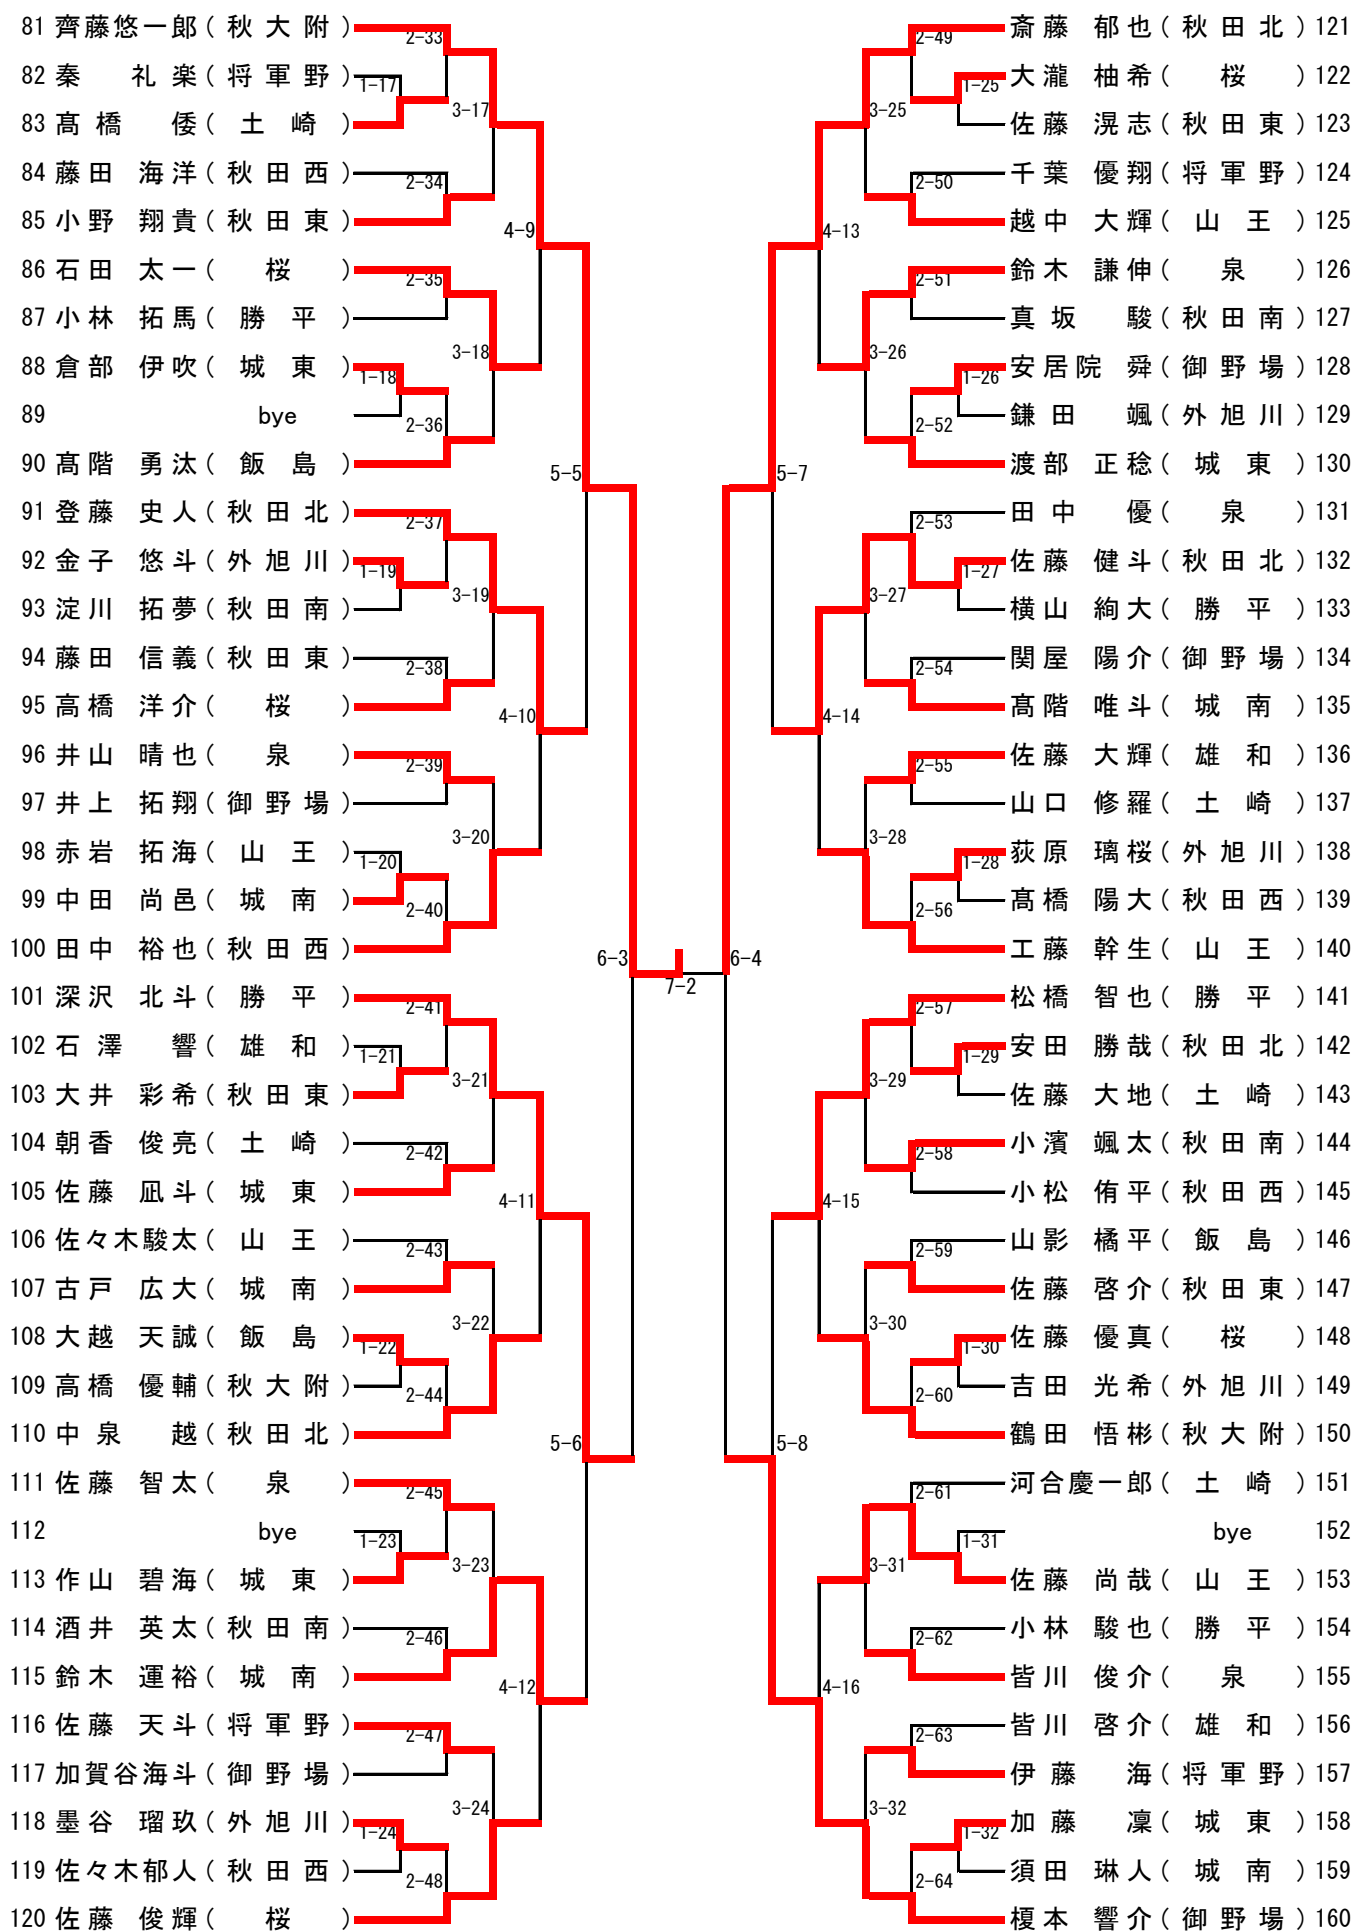 81 齊藤悠一郎(秋大附)
2-33
82 秦 礼楽(将軍野)
1-17
83 髙橋 倭(土崎)
3-17
84 藤田 海洋(秋田西)
2-34
85 小野 翔貴(秋田東)
4-9
86 石田 太一(桜)
2-35
87 小林 拓馬(勝平)
3-18
88 倉部 伊吹(城東)
1-18
89 bye
2-36
90 髙階 勇汰(飯島)
5-5
91 登藤 史人(秋田北)
2-37
92 金子 悠斗(外旭川)
1-19
93 淀川 拓夢(秋田南)
3-19
94 藤田 信義(秋田東)
2-38
95 高橋 洋介(桜)
4-10
96 井山 晴也(泉)
2-39
97 井上 拓翔(御野場)
3-20
98 赤岩 拓海(山王)
1-20
99 中田 尚邑(城南)
2-40
100 田中 裕也(秋田西)
6-3
7-2
101 深沢 北斗(勝平)
2-41
102 石澤 響(雄和)
1-21
103 大井 彩希(秋田東)
3-21
104 朝香 俊亮(土崎)
2-42
105 佐藤 凪斗(城東)
4-11
106 佐々木駿太(山王)
2-43
107 古戸 広大(城南)
3-22
108 大越 天誠(飯島)
1-22
109 高橋 優輔(秋大附)
2-44
110 中泉 越(秋田北)
5-6
111 佐藤 智太(泉)
2-45
112 bye
1-23
113 作山 碧海(城東)
3-23
114 酒井 英太(秋田南)
2-46
115 鈴木 運裕(城南)
4-12
116 佐藤 天斗(将軍野)
2-47
117 加賀谷海斗(御野場)
3-24
118 墨谷 瑠玖(外旭川)
1-24
119 佐々木郁人(秋田西)
2-48
120 佐藤 俊輝(桜)
斎藤 郁也(秋田北) 121
2-49
大瀧 柚希(桜) 122
1-25
佐藤 滉志(秋田東) 123
3-25
千葉 優翔(将軍野) 124
2-50
越中 大輝(山王) 125
4-13
鈴木 謙伸(泉) 126
2-51
真坂 駿(秋田南) 127
3-26
安居院 舜(御野場) 128
1-26
鎌田 颯(外旭川) 129
2-52
渡部 正稔(城東) 130
5-7
田中 優(泉) 131
2-53
佐藤 健斗(秋田北) 132
1-27
横山 絢大(勝平) 133
3-27
関屋 陽介(御野場) 134
2-54
髙階 唯斗(城南) 135
4-14
佐藤 大輝(雄和) 136
2-55
山口 修羅(土崎) 137
3-28
荻原 璃桜(外旭川) 138
1-28
髙橋 陽大(秋田西) 139
2-56
工藤 幹生(山王) 140
6-4
松橋 智也(勝平) 141
2-57
安田 勝哉(秋田北) 142
1-29
佐藤 大地(土崎) 143
3-29
小濱 颯太(秋田南) 144
2-58
小松 侑平(秋田西) 145
4-15
山影 橘平(飯島) 146
2-59
佐藤 啓介(秋田東) 147
3-30
佐藤 優真(桜) 148
1-30
吉田 光希(外旭川) 149
2-60
鶴田 悟彬(秋大附) 150
5-8
河合慶一郎(土崎) 151
2-61
bye 152
1-31
佐藤 尚哉(山王) 153
3-31
小林 駿也(勝平) 154
2-62
皆川 俊介(泉) 155
4-16
皆川 啓介(雄和) 156
2-63
伊藤 海(将軍野) 157
3-32
加藤 凜(城東) 158
1-32
須田 琳人(城南) 159
2-64
榎本 響介(御野場) 160